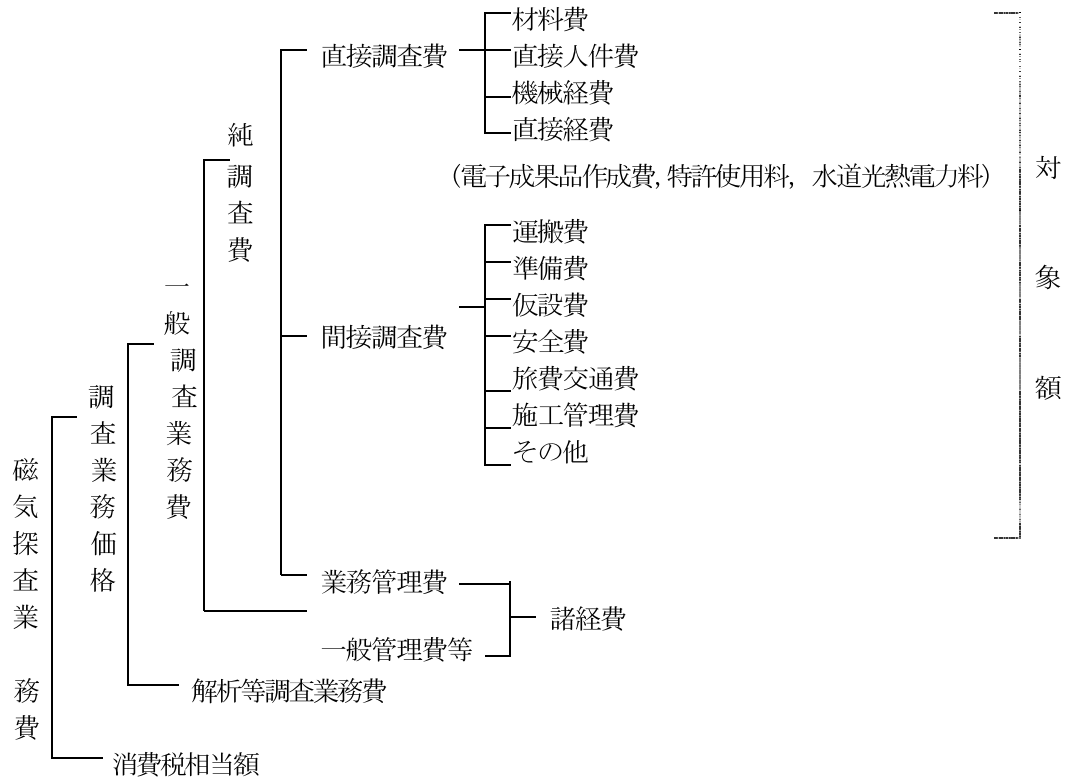 磁気探査業務費
調査業務価格
一般調査業務費
純調査費
直接調査費
材料費
直接人件費
機械経費
直接経費
（電子成果品作成費，特許使用料，水道光熱電力料）
間接調査費
運搬費
準備費
仮設費
安全費
旅費交通費
施工管理費
その他
業務管理費
一般管理費等
諸経費
解析等調査業務費
消費税相当額
対象額